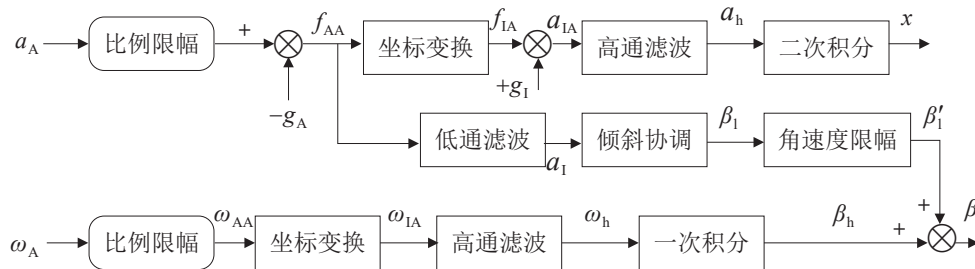 a_A 比例限幅 + f_AA 坐标变换 f_IA a_IA 高通滤波 a_h 二次积分 x
−g_A +g_I
低通滤波 a_I 倾斜协调 β_l 角速度限幅 β_l′
ω_A 比例限幅 ω_AA 坐标变换 ω_IA 高通滤波 ω_h 一次积分 β_h + + β